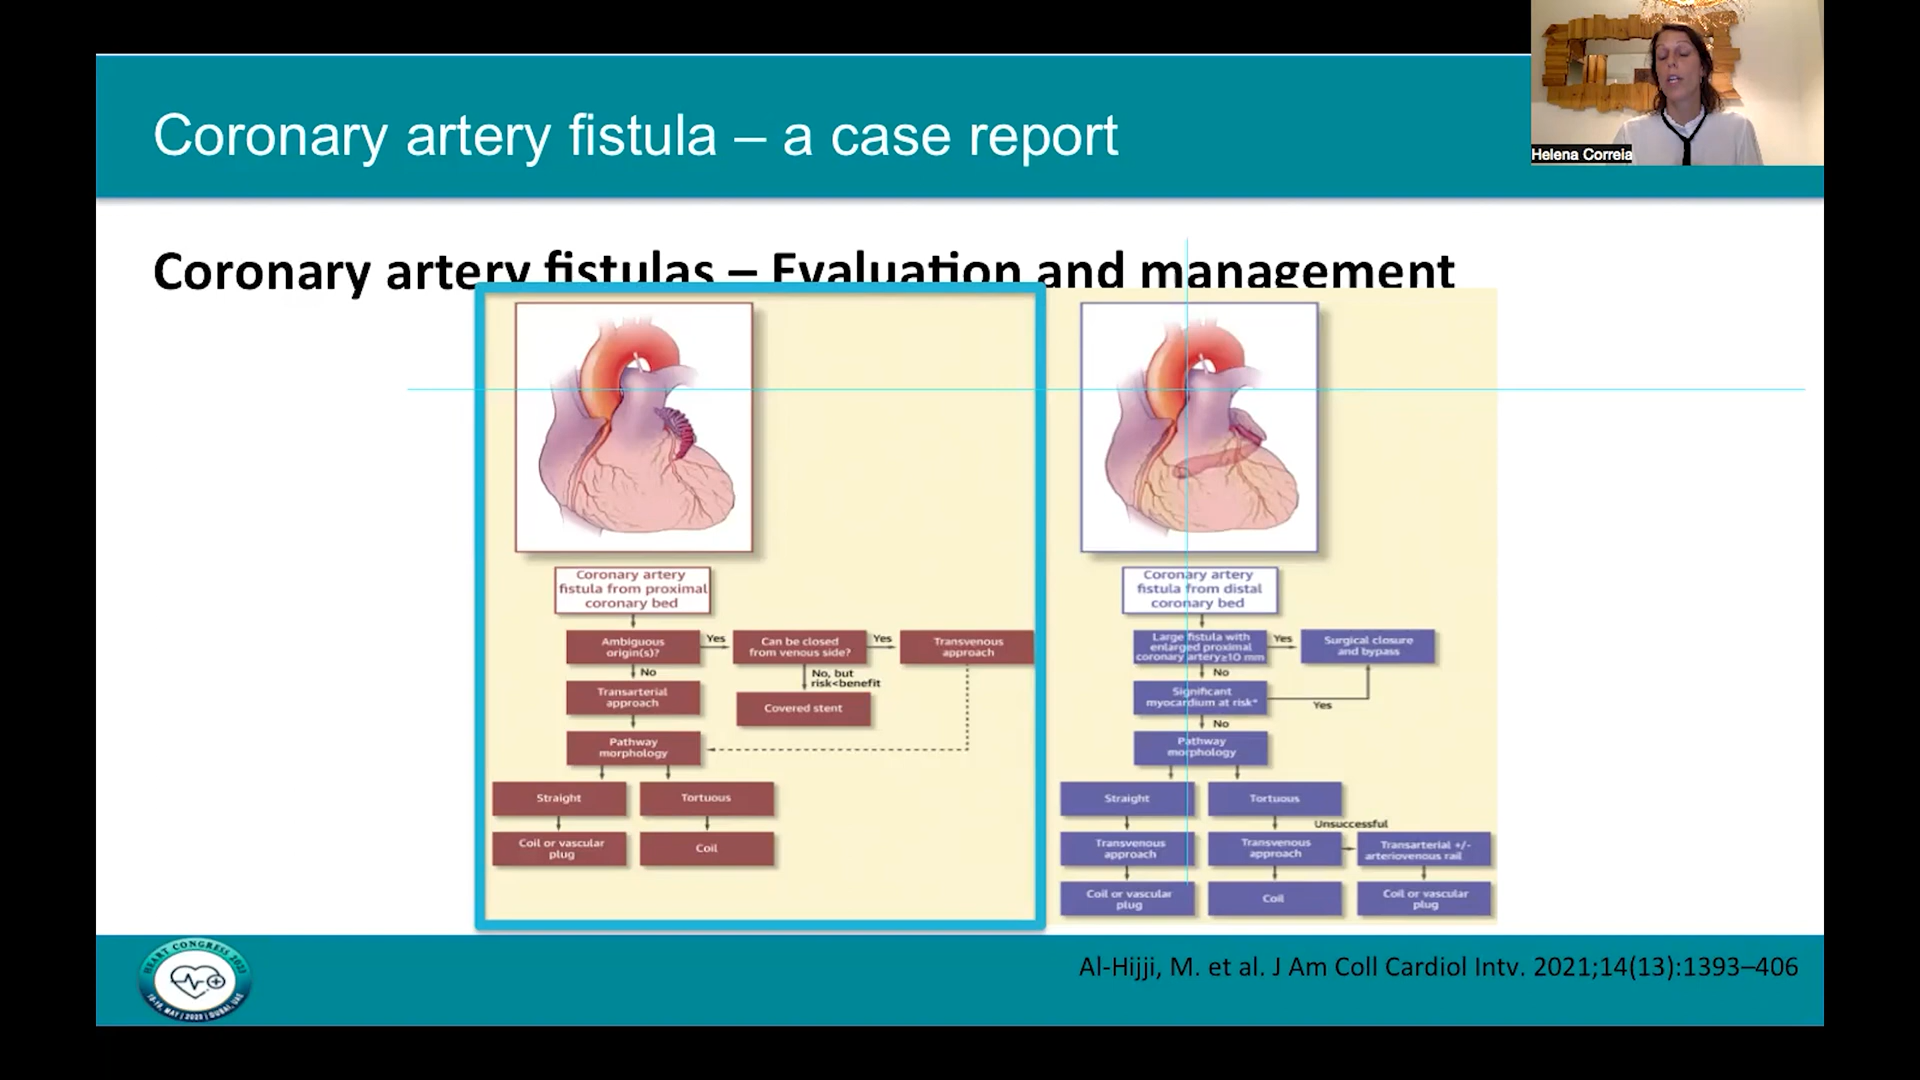 Coronary artery fistula – a case report
Helena Correia
Coronary artery fistulas – Evaluation and management
Coronary artery
fistula from proximal
coronary bed
Ambiguous
origin(s)?
Yes
Can be closed
from venous side?
Yes
Transvenous
approach
No
No, but
risk<benefit
Transarterial
approach
Covered stent
Pathway
morphology
Straight
Tortuous
Coil or vascular
plug
Coil
Coronary artery
fistula from distal
coronary bed
Large fistula with
enlarged proximal
coronary artery≥10 mm
Yes
Surgical closure
and bypass
No
Significant
myocardium at risk*
Yes
No
Pathway
morphology
Straight
Tortuous
Unsuccessful
Transvenous
approach
Transvenous
approach
Transarterial +/-
arteriovenous rail
Coil or vascular
plug
Coil
Coil or vascular
plug
HEART CONGRESS 2023
Al-Hijji, M. et al. J Am Coll Cardiol Intv. 2021;14(13):1393–406